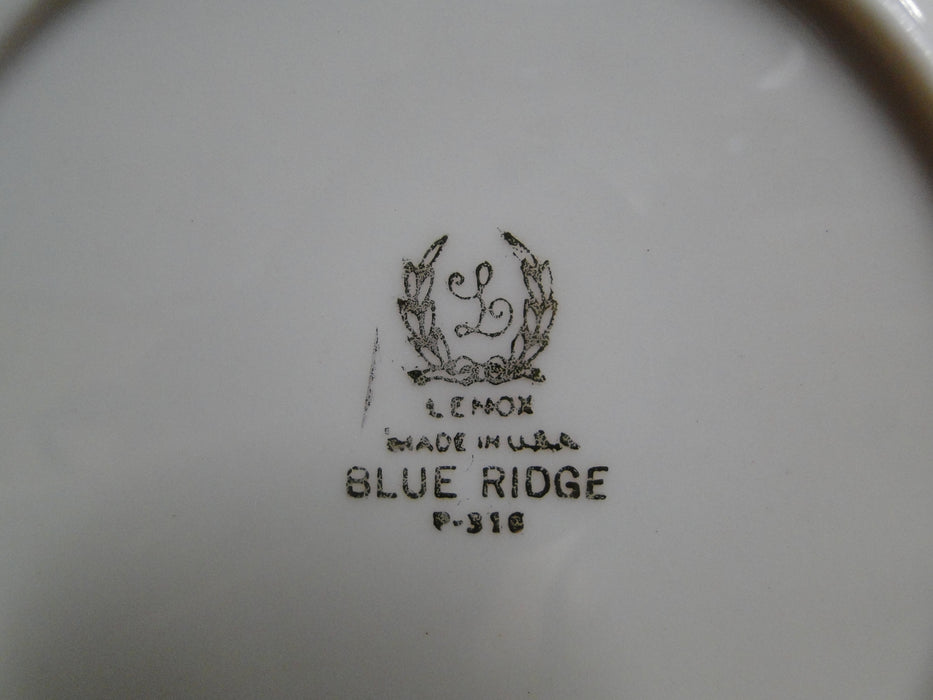 L
LENOX
MADE IN U.S.A
BLUE RIDGE
P-316